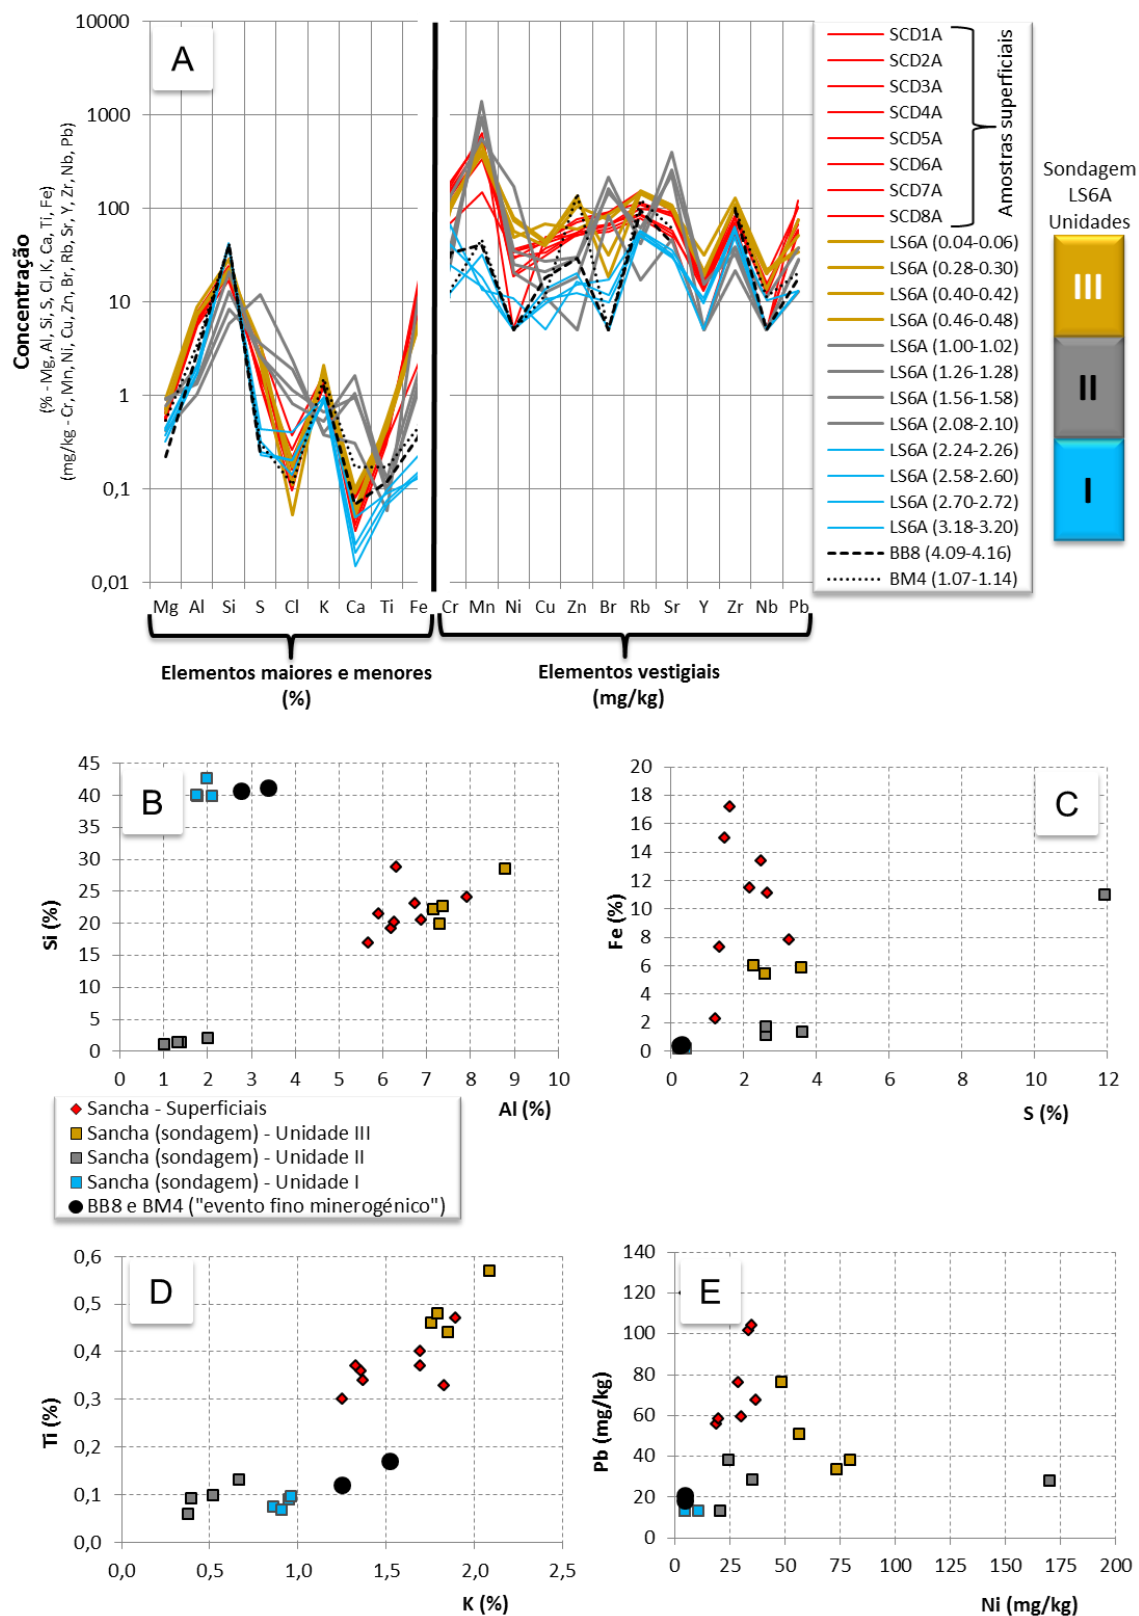 A
10000
1000
100
10
1
0,1
0,01
Concentração
(% - Mg, Al, Si, S, Cl, K, Ca, Ti, Fe)
(mg/kg - Cr, Mn, Ni, Cu, Zn, Br, Rb, Sr, Y, Zr, Nb, Pb)
Mg Al Si S Cl K Ca Ti Fe Cr Mn Ni Cu Zn Br Rb Sr Y Zr Nb Pb
Elementos maiores e menores
(%)
Elementos vestigiais
(mg/kg)
SCD1A
SCD2A
SCD3A
SCD4A
SCD5A
SCD6A
SCD7A
SCD8A
Amostras superficiais
LS6A (0.04-0.06)
LS6A (0.28-0.30)
LS6A (0.40-0.42)
LS6A (0.46-0.48)
LS6A (1.00-1.02)
LS6A (1.26-1.28)
LS6A (1.56-1.58)
LS6A (2.08-2.10)
LS6A (2.24-2.26)
LS6A (2.58-2.60)
LS6A (2.70-2.72)
LS6A (3.18-3.20)
BB8 (4.09-4.16)
BM4 (1.07-1.14)
Sondagem
LS6A
Unidades
III
II
I
B
45
40
35
30
25
20
15
10
5
0
Si (%)
0 1 2 3 4 5 6 7 8 9 10
Al (%)
C
18
16
14
12
10
8
6
4
2
0
Fe (%)
0 2 4 6 8 10 12
S (%)
Sancha - Superficiais
Sancha (sondagem) - Unidade III
Sancha (sondagem) - Unidade II
Sancha (sondagem) - Unidade I
BB8 e BM4 ("evento fino minerogénico")
D
0,6
0,5
0,4
0,3
0,2
0,1
0,0
Ti (%)
0,0 0,5 1,0 1,5 2,0 2,5
K (%)
E
140
120
100
80
60
40
20
0
Pb (mg/kg)
0 25 50 75 100 125 150 175 200
Ni (mg/kg)